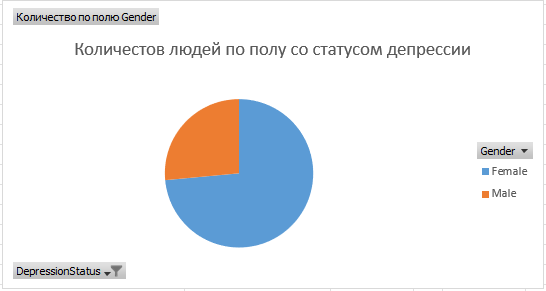 Количество по полю Gender
Количестов людей по полу со статусом депрессии
Gender
Female
Male
DepressionStatus